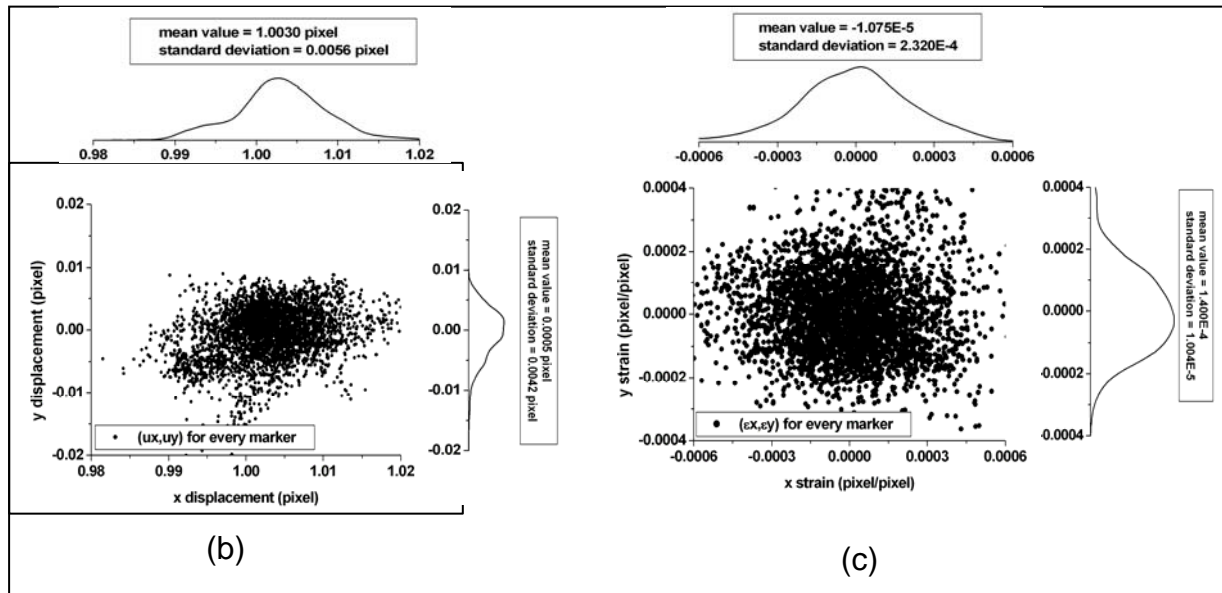 mean value = 1.0030 pixel
standard deviation = 0.0056 pixel
0.98 0.99 1.00 1.01 1.02
0.02
0.01
0.00
-0.01
-0.02
y displacement (pixel)
(ux,uy) for every marker
0.98 0.99 1.00 1.01 1.02
x displacement (pixel)
0.02
0.01
0.00
-0.01
-0.02
mean value = 0.0005 pixel
standard deviation = 0.0042 pixel
(b)
mean value = -1.075E-5
standard deviation = 2.320E-4
-0.0006 -0.0003 0.0000 0.0003 0.0006
0.0004
0.0002
0.0000
-0.0002
-0.0004
y strain (pixel/pixel)
(εx,εy) for every marker
-0.0006 -0.0003 0.0000 0.0003 0.0006
x strain (pixel/pixel)
0.0004
0.0002
0.0000
-0.0002
-0.0004
mean value = 1.400E-4
standard deviation = 1.004E-5
(c)